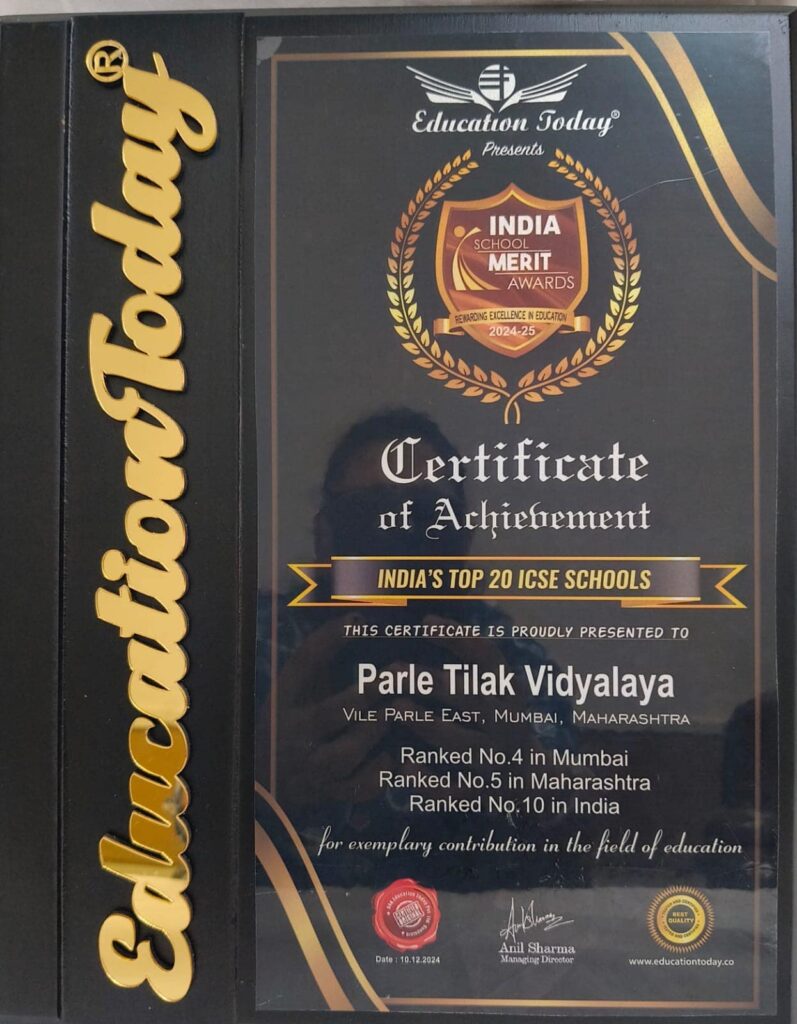 EducationToday®
Education Today®
Presents
INDIA
SCHOOL
MERIT
AWARDS
REWARDING EXCELLENCE IN EDUCATION
2024-25
Certificate
of Achievement
INDIA'S TOP 20 ICSE SCHOOLS
THIS CERTIFICATE IS PROUDLY PRESENTED TO
Parle Tilak Vidyalaya
VILE PARLE EAST, MUMBAI, MAHARASHTRA
Ranked No.4 in Mumbai
Ranked No.5 in Maharashtra
Ranked No.10 in India
for exemplary contribution in the field of education
Date : 10.12.2024
Anil Sharma
Managing Director
BEST
QUALITY
www.educationtoday.co